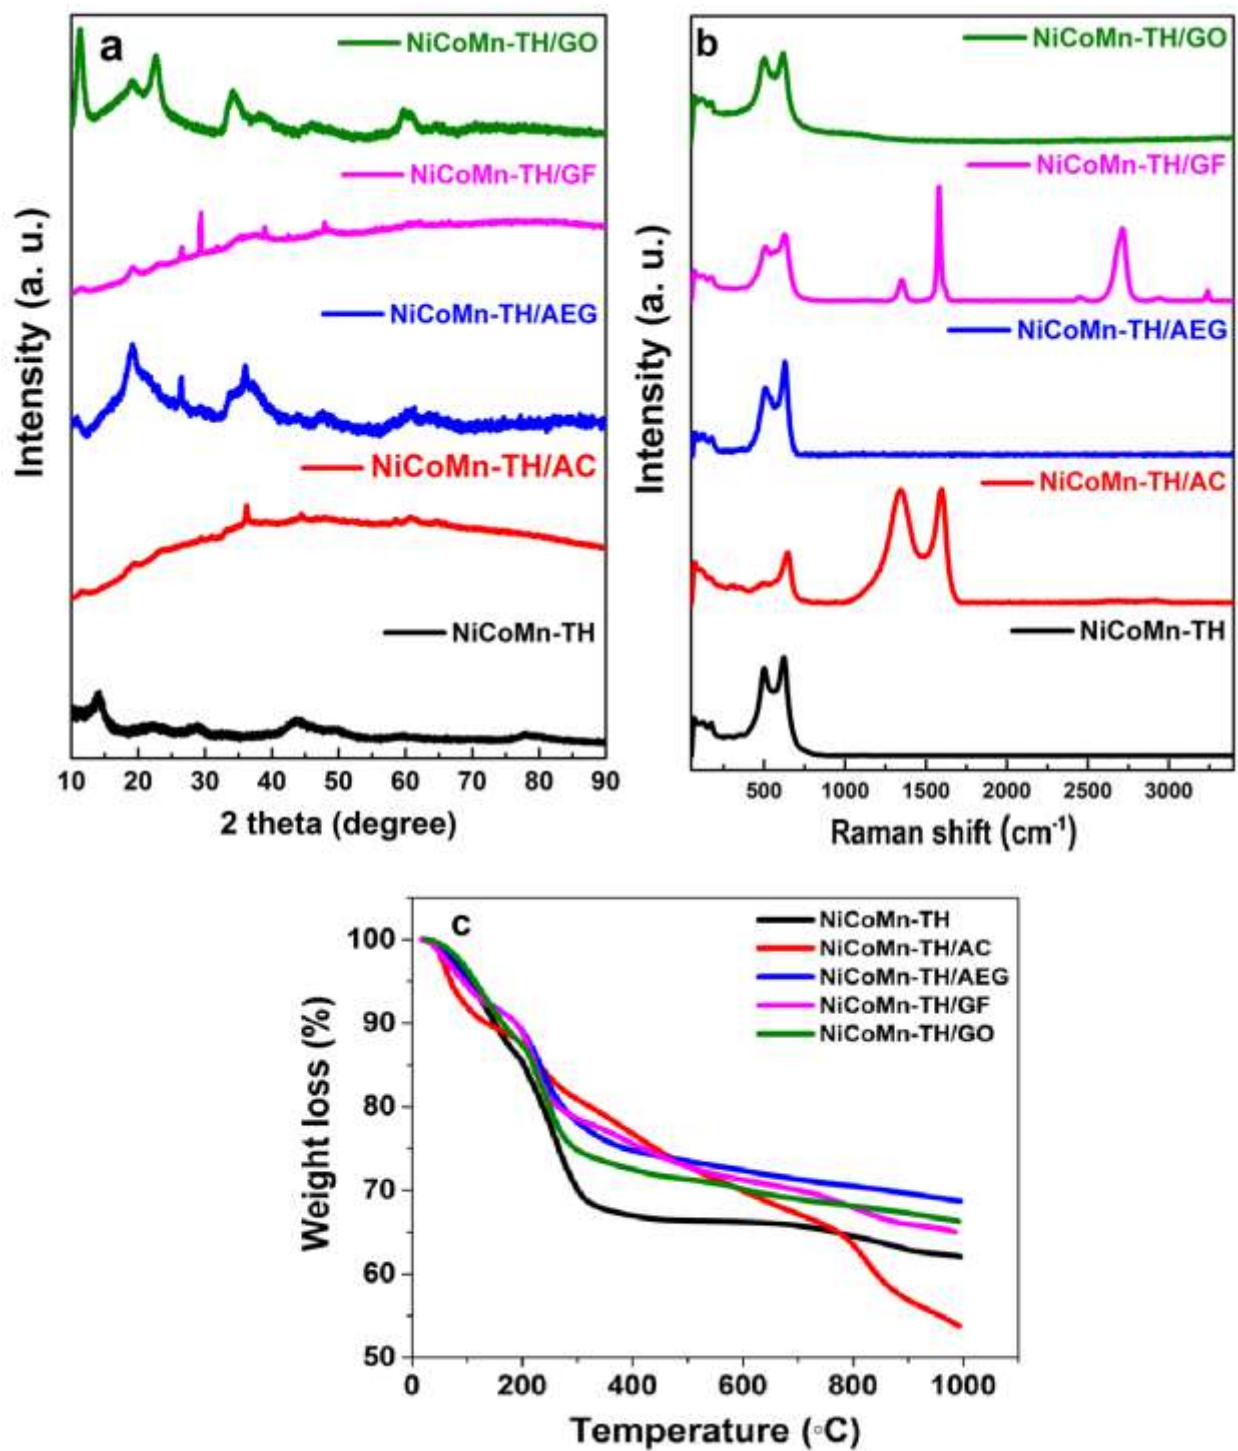 a
NiCoMn-TH/GO
NiCoMn-TH/GF
NiCoMn-TH/AEG
NiCoMn-TH/AC
NiCoMn-TH
Intensity (a. u.)
10 20 30 40 50 60 70 80 90
2 theta (degree)
b
NiCoMn-TH/GO
NiCoMn-TH/GF
NiCoMn-TH/AEG
NiCoMn-TH/AC
NiCoMn-TH
Intensity (a. u.)
500 1000 1500 2000 2500 3000
Raman shift (cm⁻¹)
c
NiCoMn-TH
NiCoMn-TH/AC
NiCoMn-TH/AEG
NiCoMn-TH/GF
NiCoMn-TH/GO
Weight loss (%)
100
90
80
70
60
50
0 200 400 600 800 1000
Temperature (◦C)